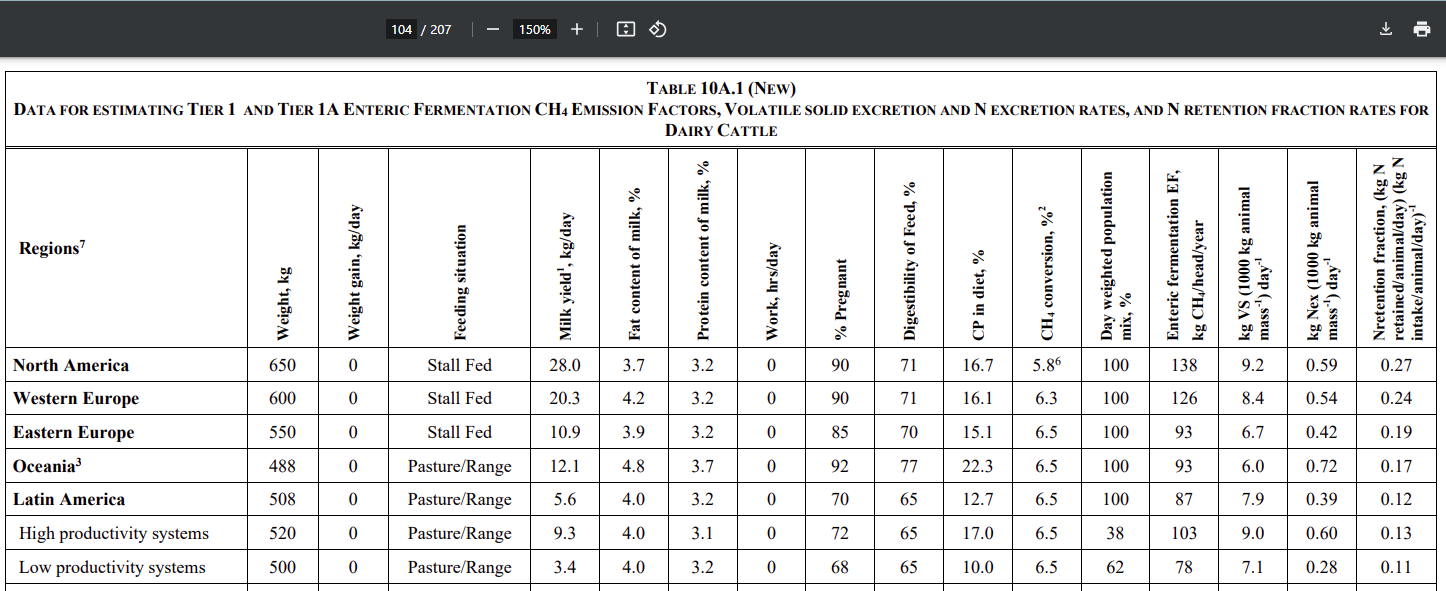 104 / 207 150%
TABLE 10A.1 (NEW)
DATA FOR ESTIMATING TIER 1 AND TIER 1A ENTERIC FERMENTATION CH4 EMISSION FACTORS, VOLATILE SOLID EXCRETION AND N EXCRETION RATES, AND N RETENTION FRACTION RATES FOR
DAIRY CATTLE
Regions⁷
Weight, kg
Weight gain, kg/day
Feeding situation
Milk yield¹, kg/day
Fat content of milk, %
Protein content of milk, %
Work, hrs/day
% Pregnant
Digestibility of Feed, %
CP in diet, %
CH₄ conversion, %²
Day weighted population
mix, %
Enteric fermentation EF,
kg CH₄/head/year
kg VS (1000 kg animal
mass⁻¹) day⁻¹
kg Nex (1000 kg animal
mass⁻¹) day⁻¹
Nretention fraction, (kg N
retained/animal/day) (kg N
intake/animal/day)⁻¹
North America 650 0 Stall Fed 28.0 3.7 3.2 0 90 71 16.7 5.8⁶ 100 138 9.2 0.59 0.27
Western Europe 600 0 Stall Fed 20.3 4.2 3.2 0 90 71 16.1 6.3 100 126 8.4 0.54 0.24
Eastern Europe 550 0 Stall Fed 10.9 3.9 3.2 0 85 70 15.1 6.5 100 93 6.7 0.42 0.19
Oceania³ 488 0 Pasture/Range 12.1 4.8 3.7 0 92 77 22.3 6.5 100 93 6.0 0.72 0.17
Latin America 508 0 Pasture/Range 5.6 4.0 3.2 0 70 65 12.7 6.5 100 87 7.9 0.39 0.12
High productivity systems 520 0 Pasture/Range 9.3 4.0 3.1 0 72 65 17.0 6.5 38 103 9.0 0.60 0.13
Low productivity systems 500 0 Pasture/Range 3.4 4.0 3.2 0 68 65 10.0 6.5 62 78 7.1 0.28 0.11